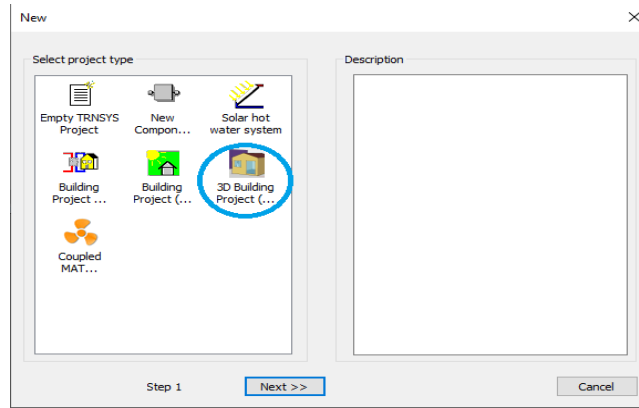 New
Select project type
Description
Empty TRNSYS
Project
New
Compon...
Solar hot
water system
Building
Project ...
Building
Project (...
3D Building
Project (...
Coupled
MAT...
Step 1
Next >>
Cancel